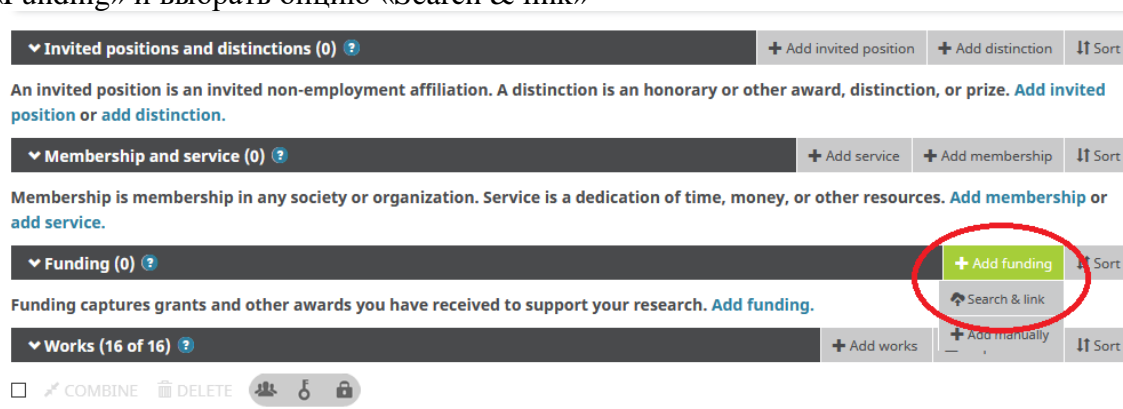 «Funding» и выбрать опцию «Search & link»
Invited positions and distinctions (0) ? + Add invited position + Add distinction Sort
An invited position is an invited non-employment affiliation. A distinction is an honorary or other award, distinction, or prize. Add invited
position or add distinction.
Membership and service (0) ? + Add service + Add membership Sort
Membership is membership in any society or organization. Service is a dedication of time, money, or other resources. Add membership or
add service.
Funding (0) ? + Add funding Sort
Search & link
Funding captures grants and other awards you have received to support your research. Add funding.
+ Add manually
Works (16 of 16) ? + Add works Sort
COMBINE DELETE